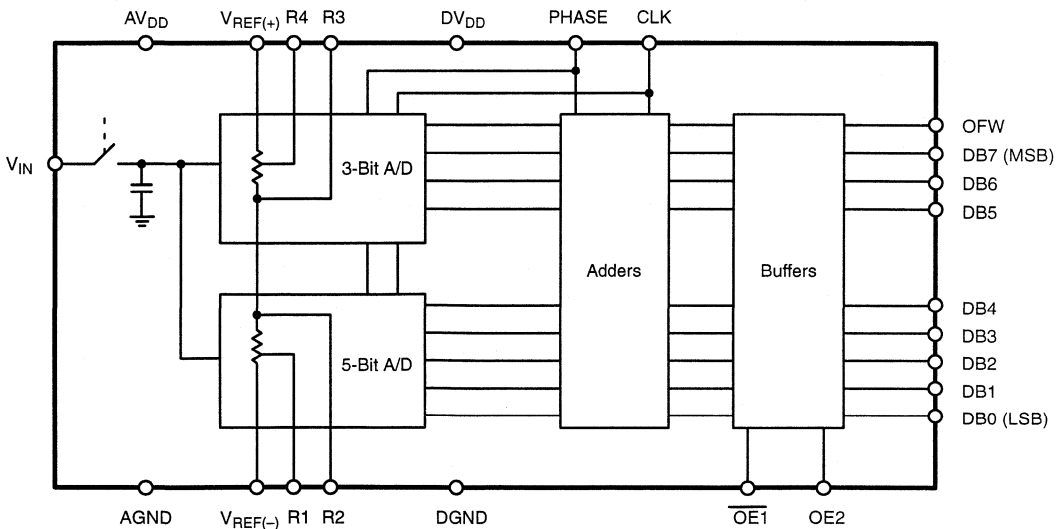 AVDD VREF(+) R4 R3 DVDD PHASE CLK
VIN
3-Bit A/D
5-Bit A/D
Adders
Buffers
OFW
DB7 (MSB)
DB6
DB5
DB4
DB3
DB2
DB1
DB0 (LSB)
AGND VREF(–) R1 R2 DGND OE1 OE2